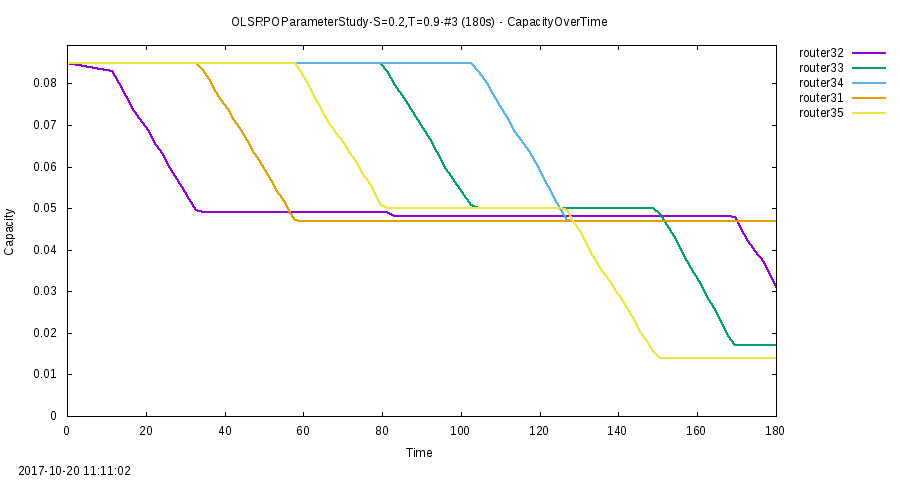 OLSRPOParameterStudy-S=0.2,T=0.9-#3 (180s) - CapacityOverTime
router32
router33
router34
router31
router35
0.08
0.07
0.06
0.05
0.04
0.03
0.02
0.01
0
Capacity
0 20 40 60 80 100 120 140 160 180
Time
2017-10-20 11:11:02